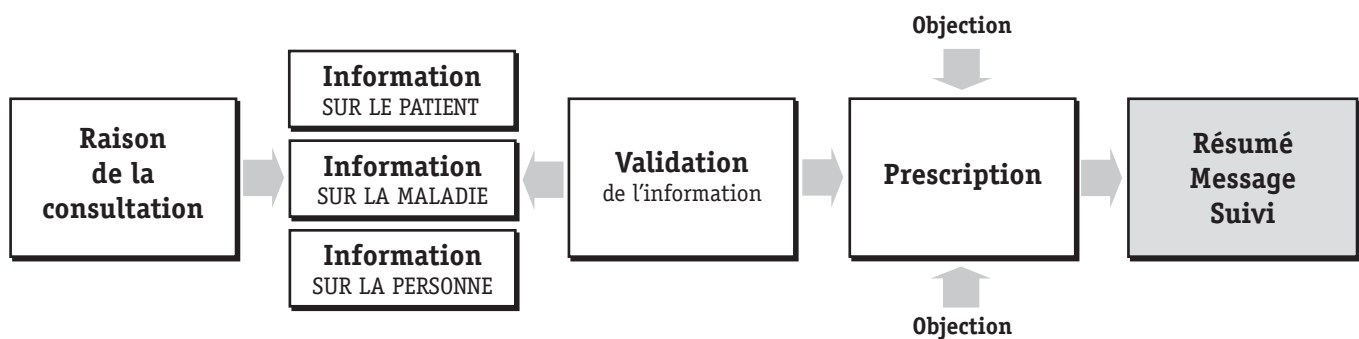 Objection
Raison
de la
consultation
Information
SUR LE PATIENT
Information
SUR LA MALADIE
Information
SUR LA PERSONNE
Validation
de l'information
Prescription
Résumé
Message
Suivi
Objection